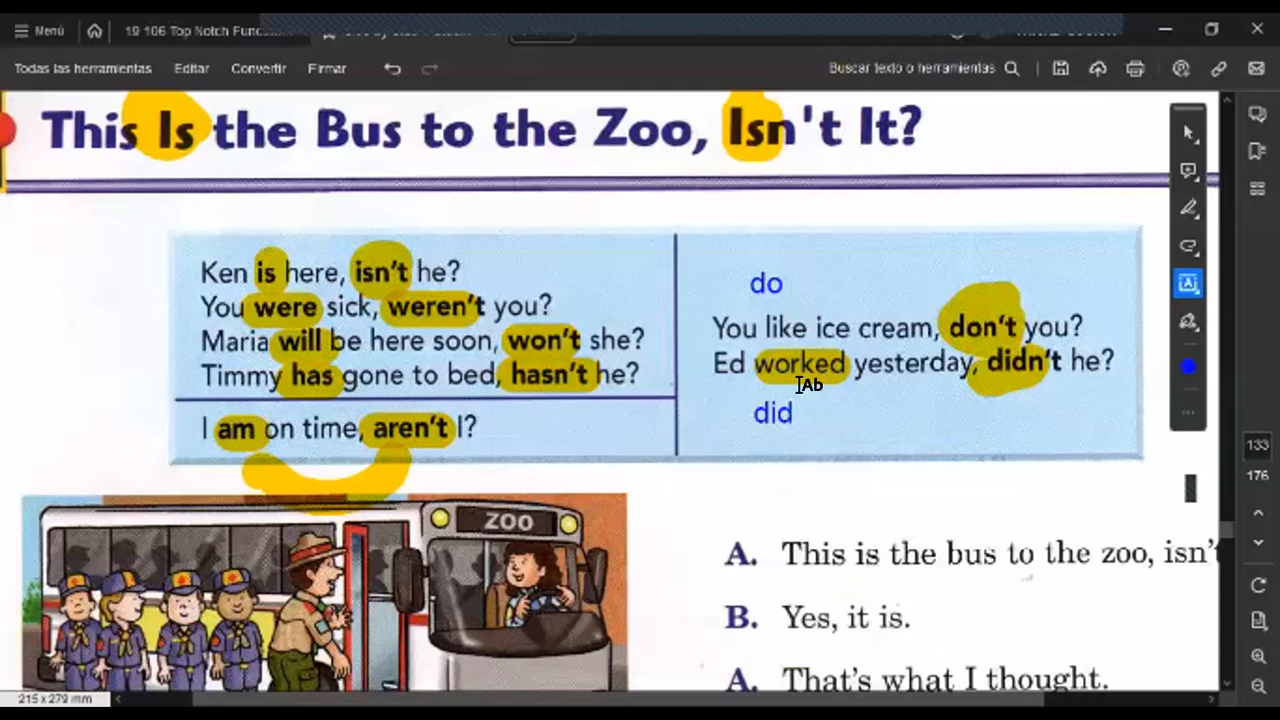 Menú
19 106 Top Notch Func...
Todas las herramientas Editar Convertir Firmar
Buscar texto o herramientas
This Is the Bus to the Zoo, Isn't It?
Ken is here, isn't he?
You were sick, weren't you?
Maria will be here soon, won't she?
Timmy has gone to bed, hasn't he?
I am on time, aren't I?
do
You like ice cream, don't you?
Ed worked yesterday, didn't he?
Ab
did
133
176
ZOO
A. This is the bus to the zoo, isn't
B. Yes, it is.
A. That's what I thought.
215 x 279 mm